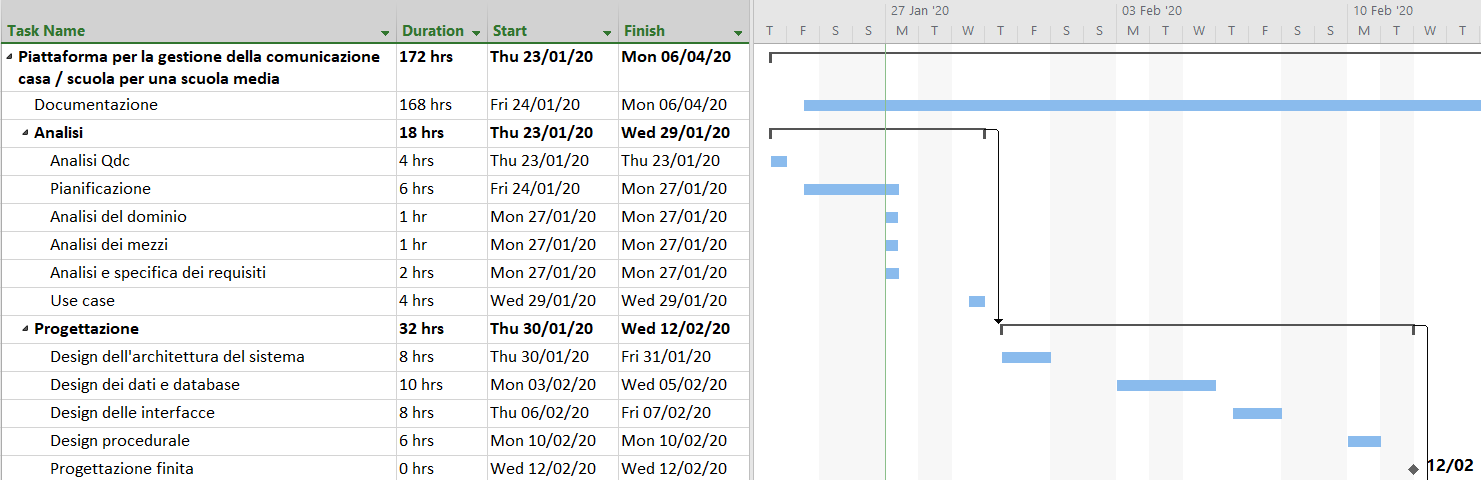 27 Jan '20 03 Feb '20 10 Feb '20
Task Name Duration Start Finish T F S S M T W T F S S M T W T F S S M T W T
Piattaforma per la gestione della comunicazione 172 hrs Thu 23/01/20 Mon 06/04/20
casa / scuola per una scuola media
Documentazione 168 hrs Fri 24/01/20 Mon 06/04/20
Analisi 18 hrs Thu 23/01/20 Wed 29/01/20
Analisi Qdc 4 hrs Thu 23/01/20 Thu 23/01/20
Pianificazione 6 hrs Fri 24/01/20 Mon 27/01/20
Analisi del dominio 1 hr Mon 27/01/20 Mon 27/01/20
Analisi dei mezzi 1 hr Mon 27/01/20 Mon 27/01/20
Analisi e specifica dei requisiti 2 hrs Mon 27/01/20 Mon 27/01/20
Use case 4 hrs Wed 29/01/20 Wed 29/01/20
Progettazione 32 hrs Thu 30/01/20 Wed 12/02/20
Design dell'architettura del sistema 8 hrs Thu 30/01/20 Fri 31/01/20
Design dei dati e database 10 hrs Mon 03/02/20 Wed 05/02/20
Design delle interfacce 8 hrs Thu 06/02/20 Fri 07/02/20
Design procedurale 6 hrs Mon 10/02/20 Mon 10/02/20
Progettazione finita 0 hrs Wed 12/02/20 Wed 12/02/20 12/02